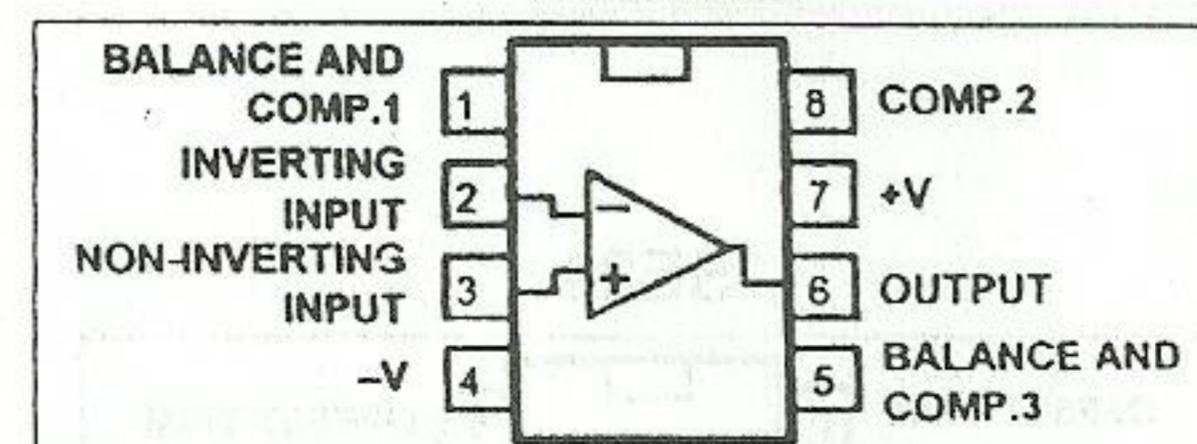 BALANCE AND
COMP.1
1
INVERTING
INPUT
2
NON-INVERTING
INPUT
3
–V
4
8
COMP.2
7
+V
6
OUTPUT
5
BALANCE AND
COMP.3
−
+